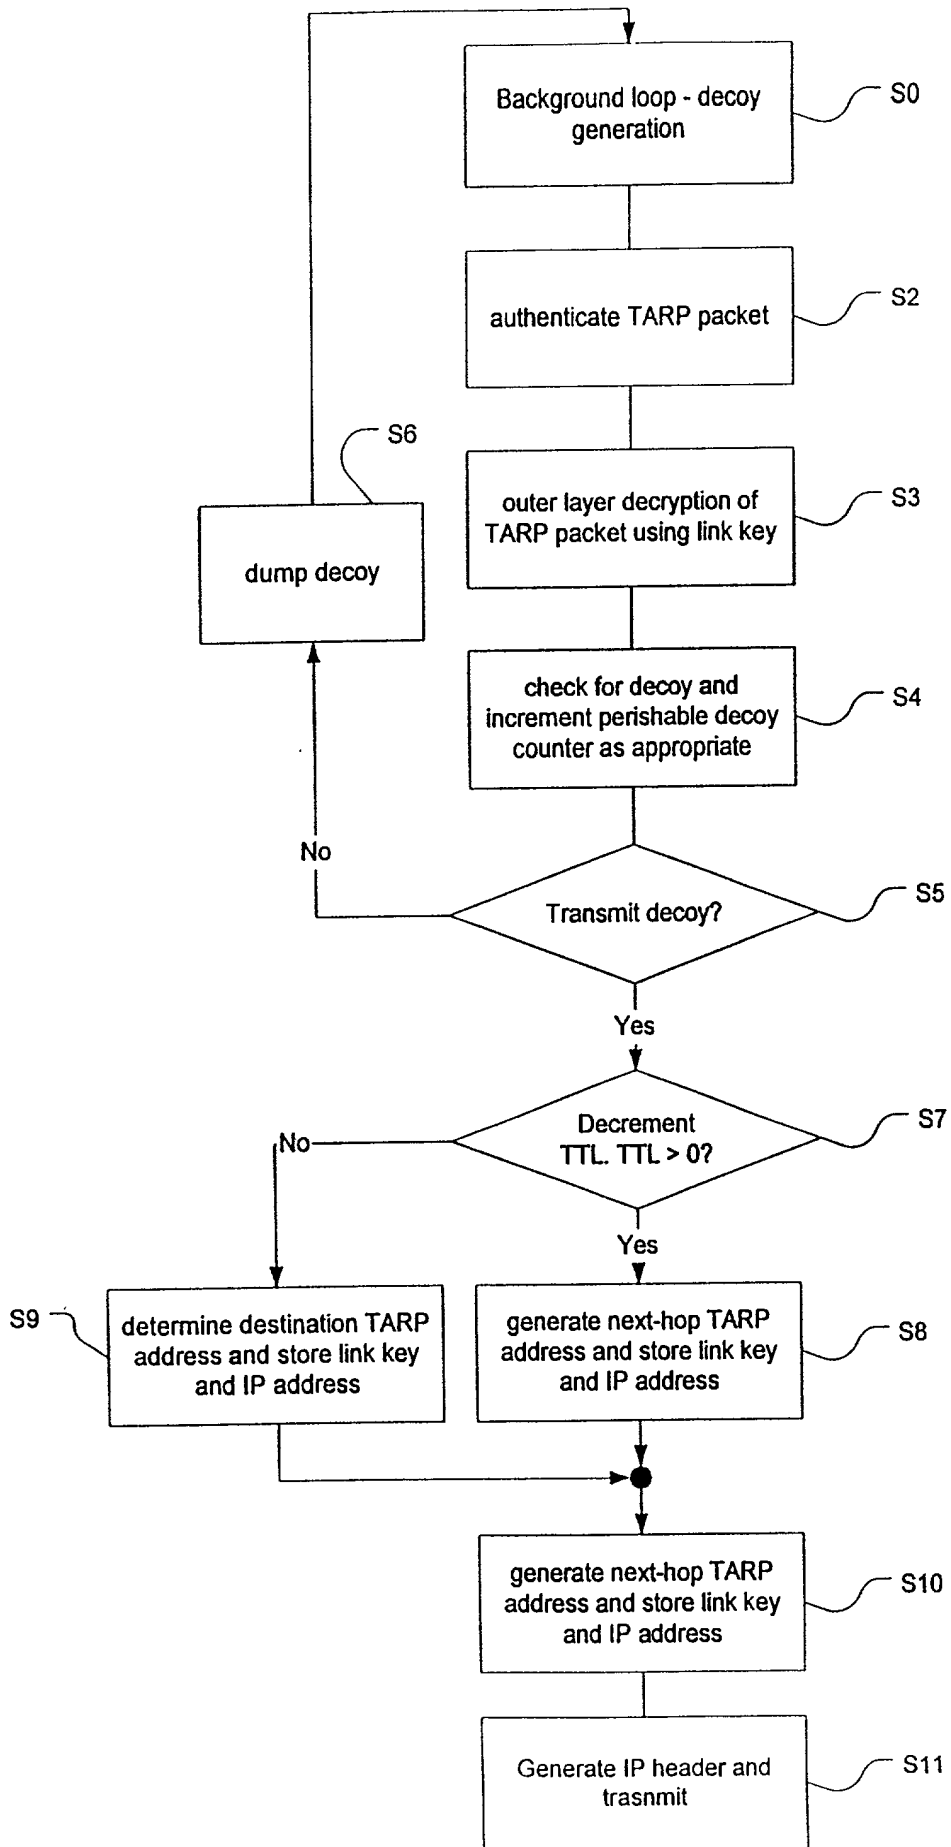 Background loop - decoy
generation
S0
authenticate TARP packet
S2
S6
outer layer decryption of
TARP packet using link key
S3
dump decoy
check for decoy and
increment perishable decoy
counter as appropriate
S4
No
Transmit decoy?
S5
Yes
Decrement
TTL. TTL > 0?
S7
No
Yes
S9
determine destination TARP
address and store link key
and IP address
generate next-hop TARP
address and store link key
and IP address
S8
generate next-hop TARP
address and store link key
and IP address
S10
Generate IP header and
trasnmit
S11